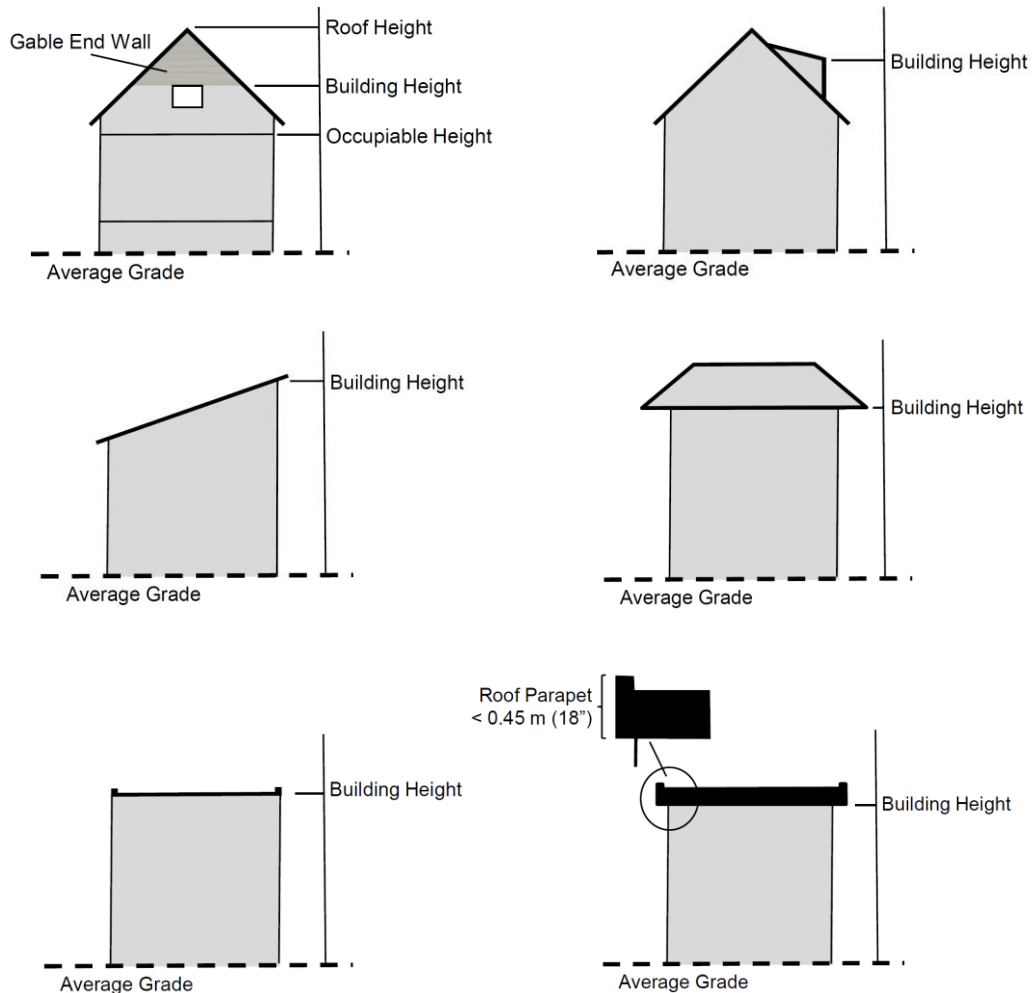 Roof Height
Gable End Wall
Building Height
Occupiable Height
Average Grade
Building Height
Average Grade
Building Height
Average Grade
Building Height
Average Grade
Roof Parapet
< 0.45 m (18”)
Building Height
Average Grade
Building Height
Average Grade